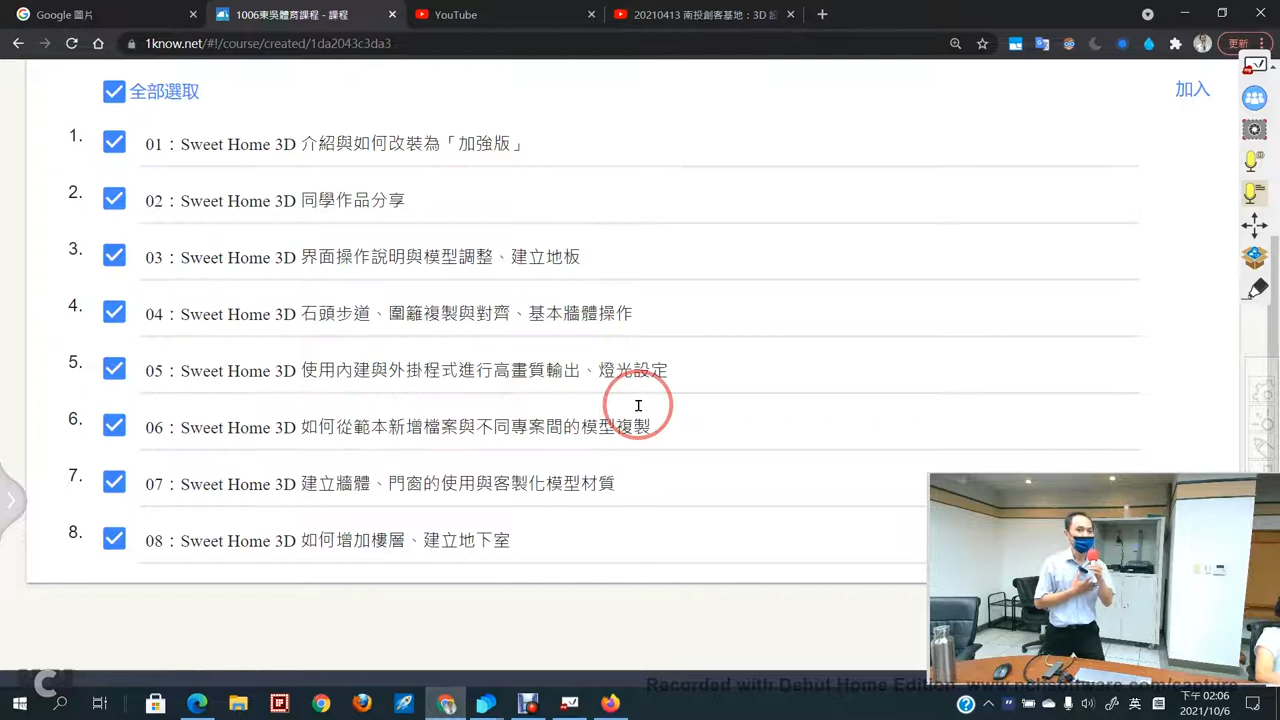 Google 圖片
1006東吳體育課程 - 課程
YouTube
20210413 南投創客基地：3D 設
1know.net/#!/course/created/1da2043c3da3
更新
全部選取
加入
1. 01：Sweet Home 3D 介紹與如何改裝為「加強版」
2. 02：Sweet Home 3D 同學作品分享
3. 03：Sweet Home 3D 界面操作說明與模型調整、建立地板
4. 04：Sweet Home 3D 石頭步道、圍籬複製與對齊、基本牆體操作
5. 05：Sweet Home 3D 使用內建與外掛程式進行高畫質輸出、燈光設定
6. 06：Sweet Home 3D 如何從範本新增檔案與不同專案間的模型複製
7. 07：Sweet Home 3D 建立牆體、門窗的使用與客製化模型材質
8. 08：Sweet Home 3D 如何增加樓層、建立地下室
Recorded with Debut Home Edition. www.nchsoftware.com/capture
英
下午 02:06
2021/10/6